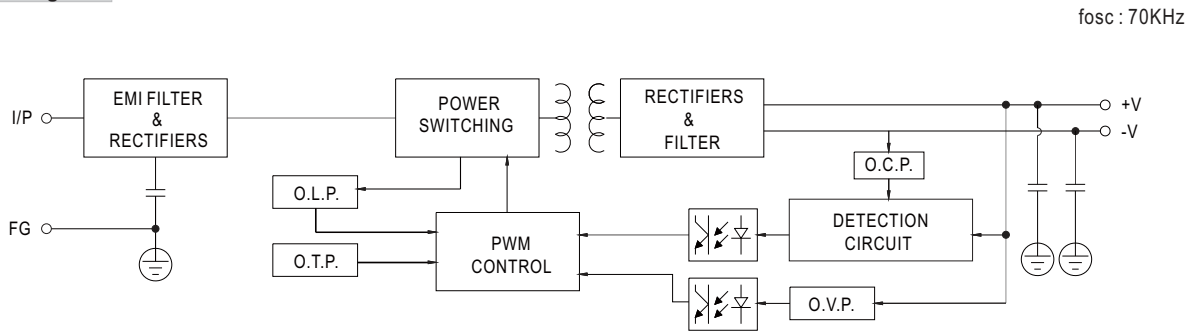 fosc : 70KHz
EMI FILTER
&
RECTIFIERS
POWER
SWITCHING
RECTIFIERS
&
FILTER
I/P
+V
-V
O.C.P.
O.L.P.
DETECTION
CIRCUIT
FG
PWM
CONTROL
O.T.P.
O.V.P.